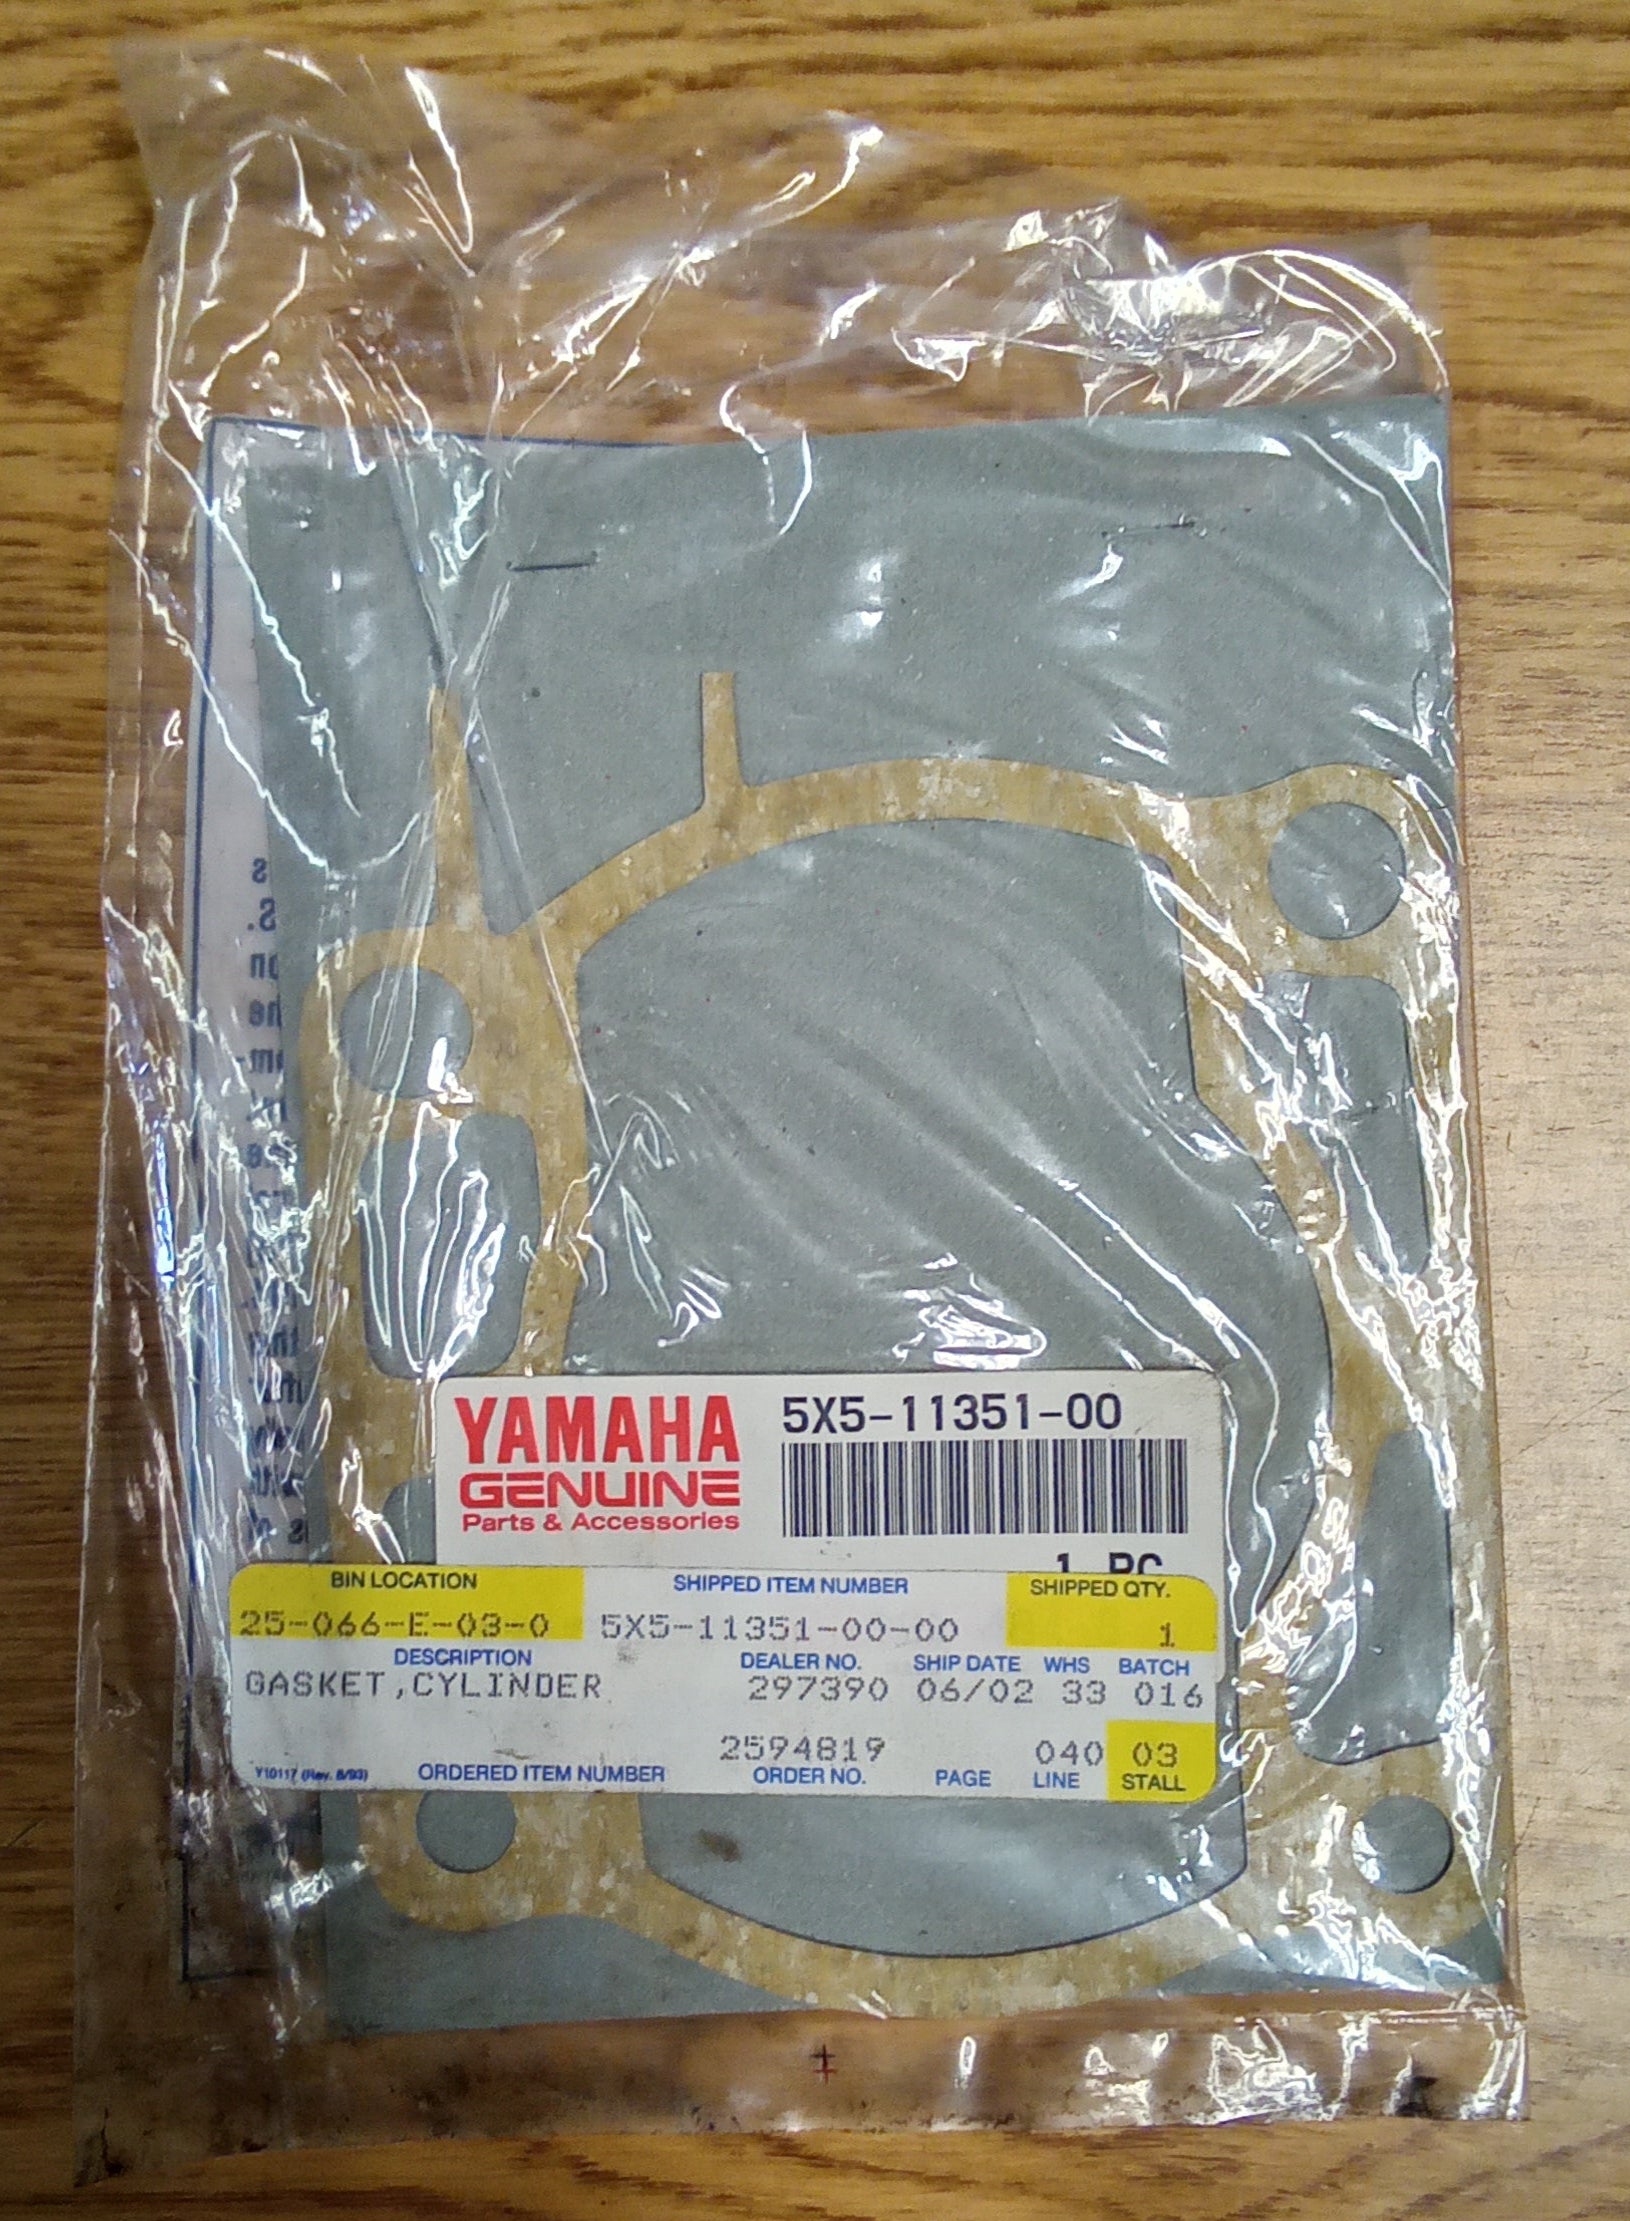 YAMAHA
GENUINE
Parts & Accessories
5X5-11351-00
BIN LOCATION
SHIPPED ITEM NUMBER
SHIPPED QTY.
25-066-E-03-0
5X5-11351-00-00
1
DESCRIPTION
DEALER NO.
SHIP DATE
WHS
BATCH
GASKET,CYLINDER
297390
06/02
33
016
2594819
040
03
Y10117 (Rev. 8/93)
ORDERED ITEM NUMBER
ORDER NO.
PAGE
LINE
STALL